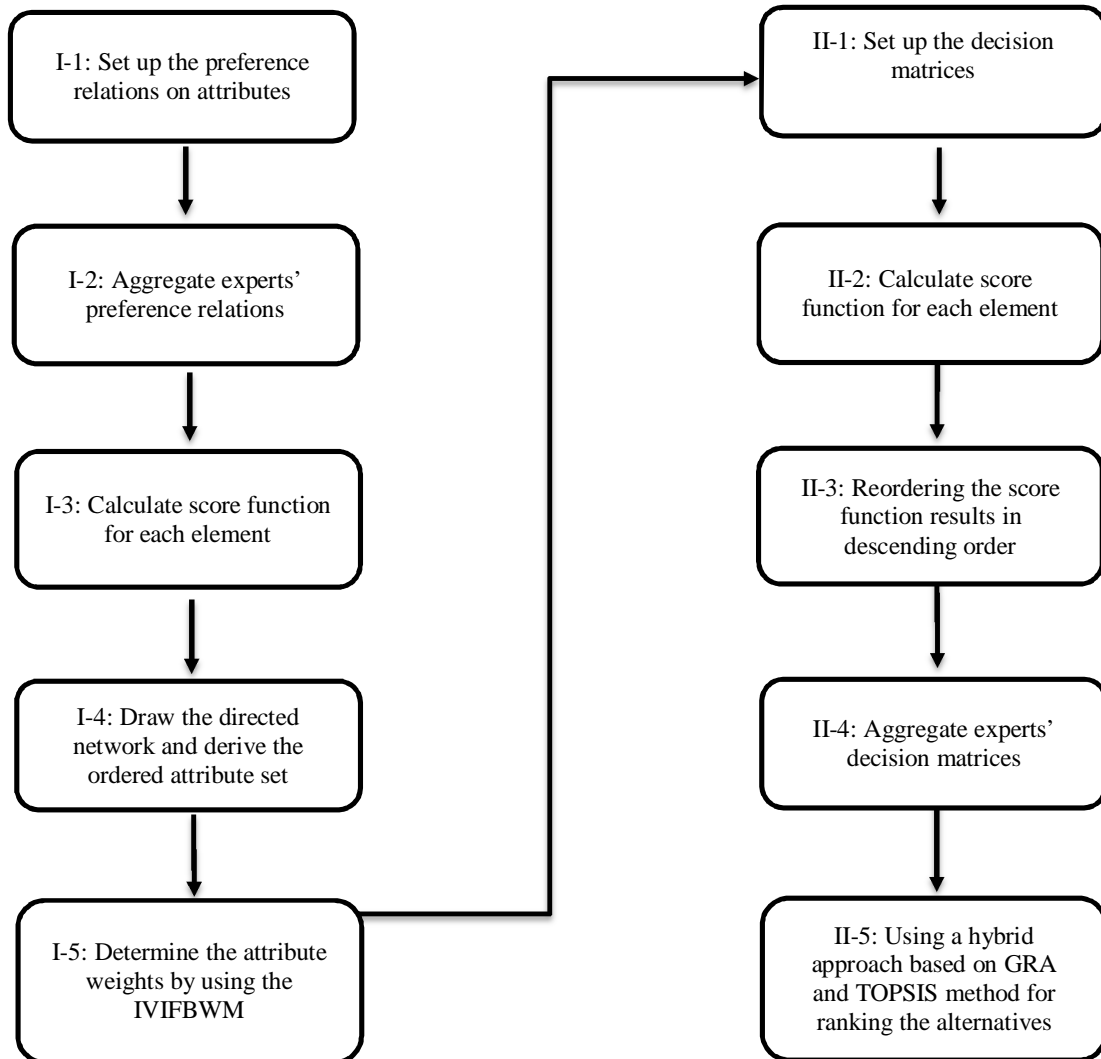 I-1: Set up the preference
relations on attributes
I-2: Aggregate experts’
preference relations
I-3: Calculate score function
for each element
I-4: Draw the directed
network and derive the
ordered attribute set
I-5: Determine the attribute
weights by using the
IVIFBWM
II-1: Set up the decision
matrices
II-2: Calculate score
function for each element
II-3: Reordering the score
function results in
descending order
II-4: Aggregate experts’
decision matrices
II-5: Using a hybrid
approach based on GRA
and TOPSIS method for
ranking the alternatives